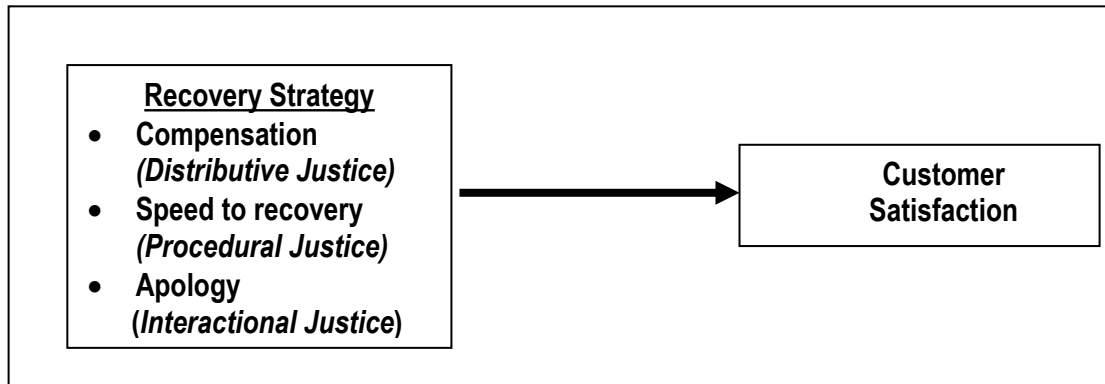 Recovery Strategy
• Compensation
(Distributive Justice)
• Speed to recovery
(Procedural Justice)
• Apology
(Interactional Justice)
Customer
Satisfaction